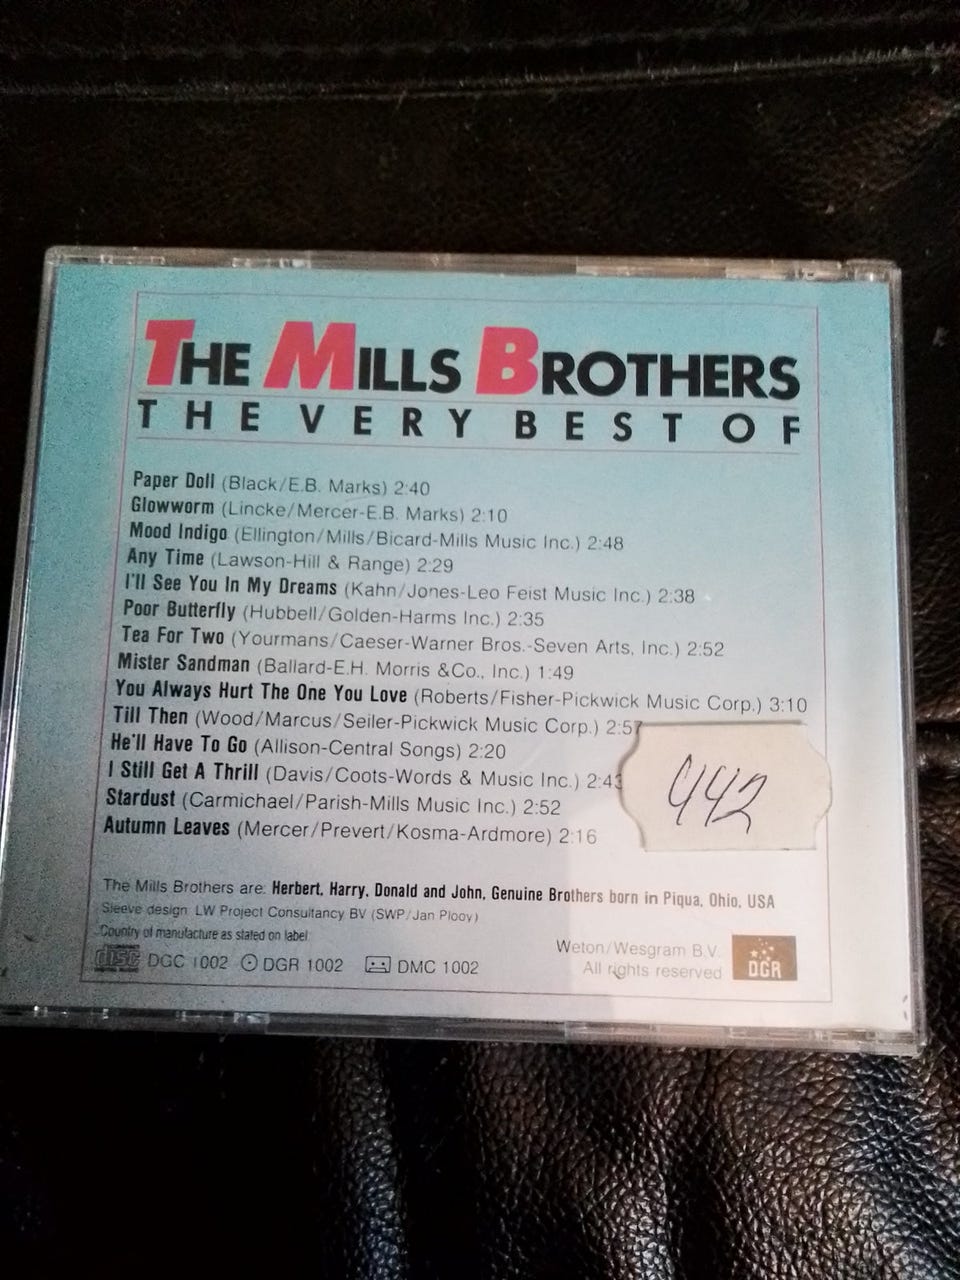 THE MILLS BROTHERS
THE VERY BEST OF
Paper Doll (Black/E.B. Marks) 2:40
Glowworm (Lincke/Mercer-E.B. Marks) 2:10
Mood Indigo (Ellington/Mills/Bicard-Mills Music Inc.) 2:48
Any Time (Lawson-Hill & Range) 2:29
I'll See You In My Dreams (Kahn/Jones-Leo Feist Music Inc.) 2:38
Poor Butterfly (Hubbell/Golden-Harms Inc.) 2:35
Tea For Two (Yourmans/Caeser-Warner Bros.-Seven Arts, Inc.) 2:52
Mister Sandman (Ballard-E.H. Morris &Co., Inc.) 1:49
You Always Hurt The One You Love (Roberts/Fisher-Pickwick Music Corp.) 3:10
Till Then (Wood/Marcus/Seiler-Pickwick Music Corp.) 2:57
He'll Have To Go (Allison-Central Songs) 2:20
I Still Get A Thrill (Davis/Coots-Words & Music Inc.) 2:43
442
Stardust (Carmichael/Parish-Mills Music Inc.) 2:52
Autumn Leaves (Mercer/Prevert/Kosma-Ardmore) 2:16
The Mills Brothers are: Herbert, Harry, Donald and John, Genuine Brothers born in Piqua, Ohio, USA
Sleeve design: LW Project Consultancy BV (SWP/Jan Plooy)
Country of manufacture as stated on label
COMPACT disc DIGITAL AUDIO DGC 1002 DGR 1002 DMC 1002
Weton/Wesgram B.V.
All rights reserved
DGR